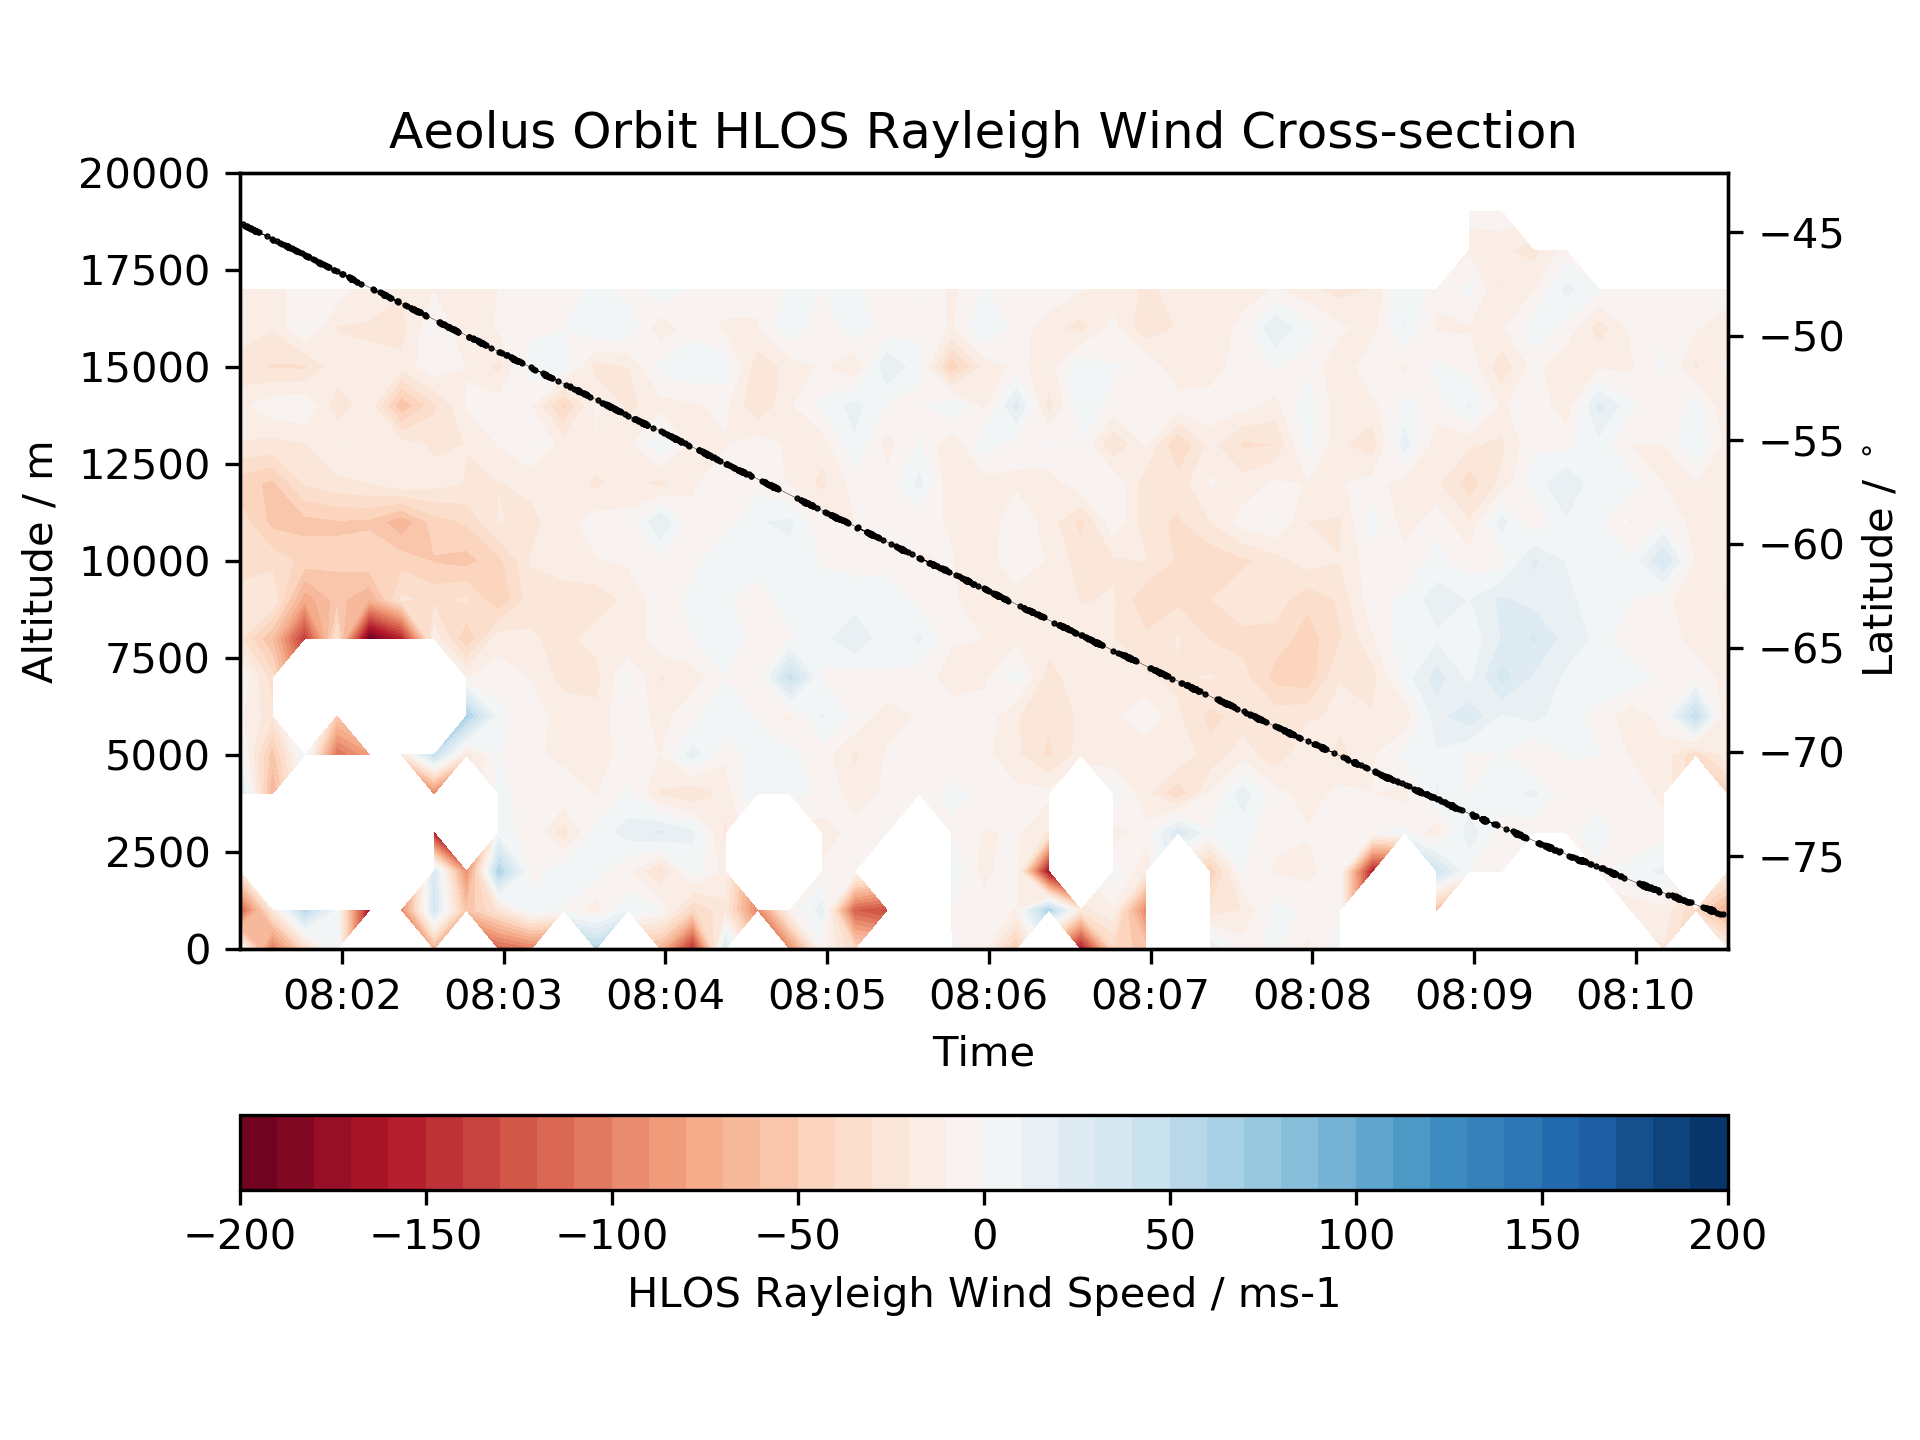 Aeolus Orbit HLOS Rayleigh Wind Cross-section
20000
17500
15000
12500
10000
7500
5000
2500
0
Altitude / m
−45
−50
−55
−60
−65
−70
−75
Latitude / °
08:02 08:03 08:04 08:05 08:06 08:07 08:08 08:09 08:10
Time
−200 −150 −100 −50 0 50 100 150 200
HLOS Rayleigh Wind Speed / ms-1